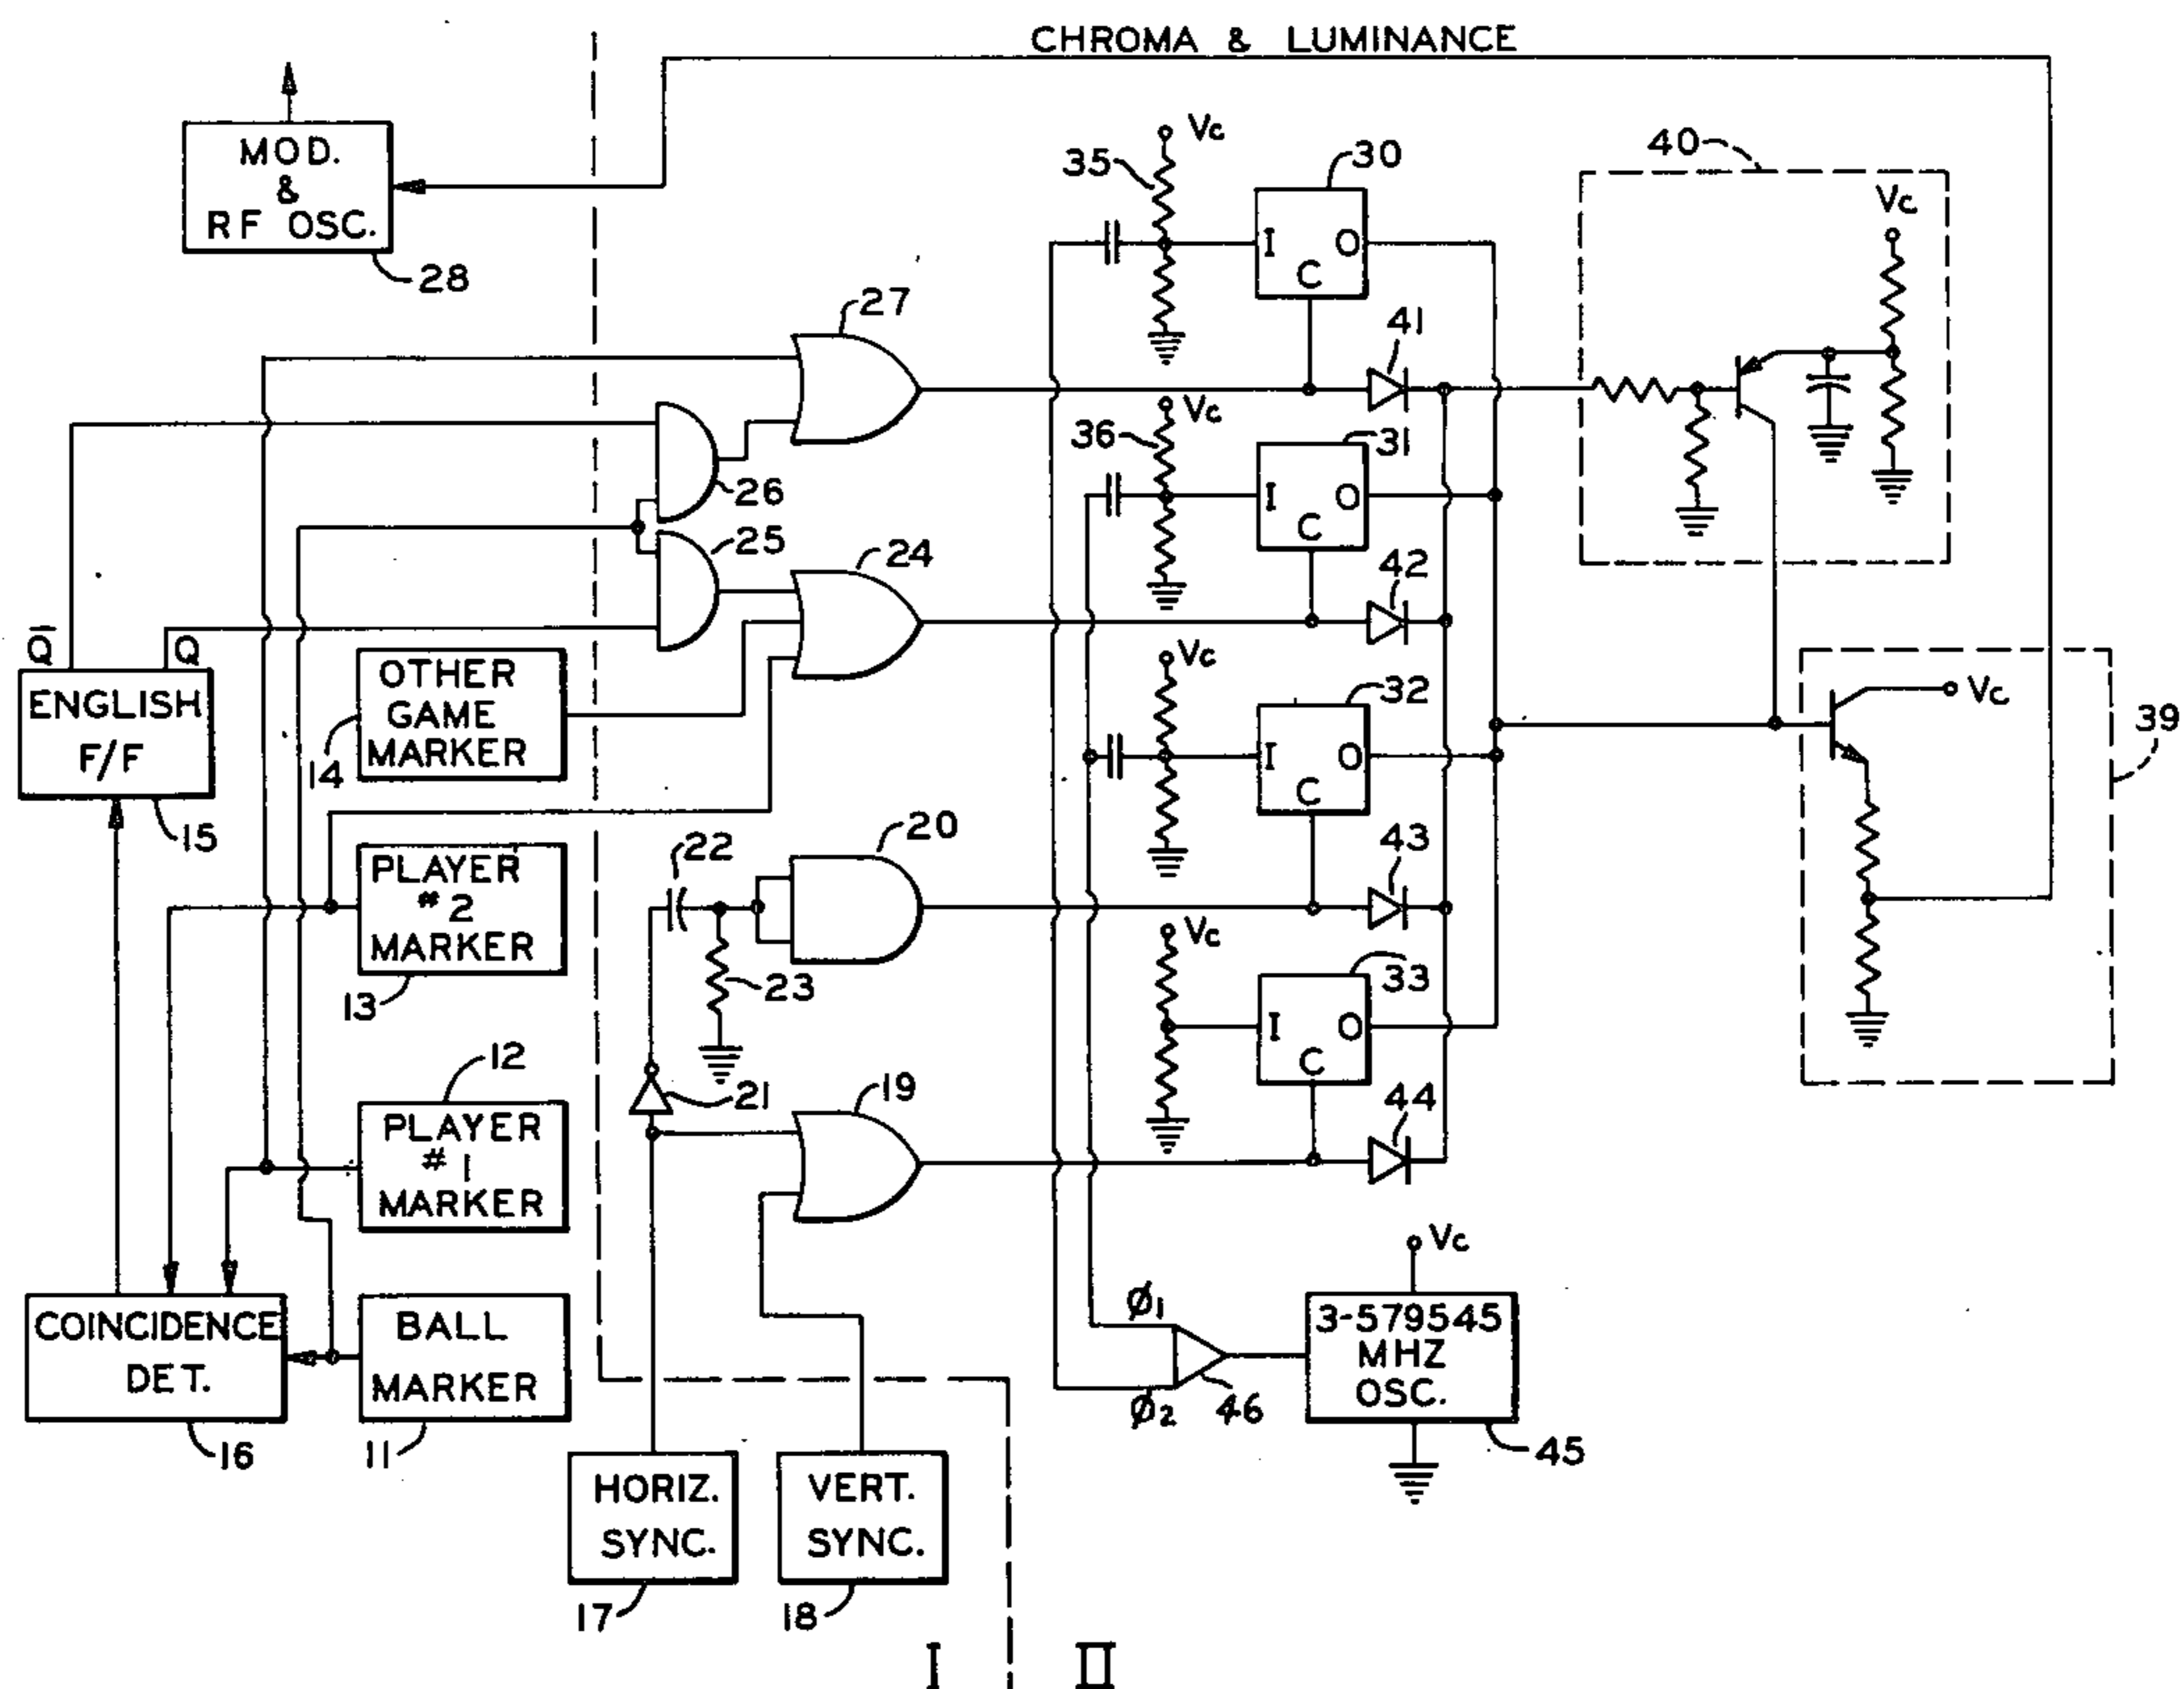 CHROMA & LUMINANCE
MOD.
&
RF OSC.
28
35
Vc
30
I O
C
40
Vc
27
41
26
36
Vc
31
I O
C
25
24
42
Q̅ Q
ENGLISH
F/F
15
OTHER
GAME
MARKER
14
Vc
32
I O
C
Vc
39
PLAYER
#2
MARKER
13
22
20
43
23
Vc
33
I O
C
12
PLAYER
#1
MARKER
21
19
44
COINCIDENCE
DET.
16
BALL
MARKER
11
Ø1
Ø2
46
Vc
3-579545
MHZ
OSC.
45
HORIZ.
SYNC.
17
VERT.
SYNC.
18
I II